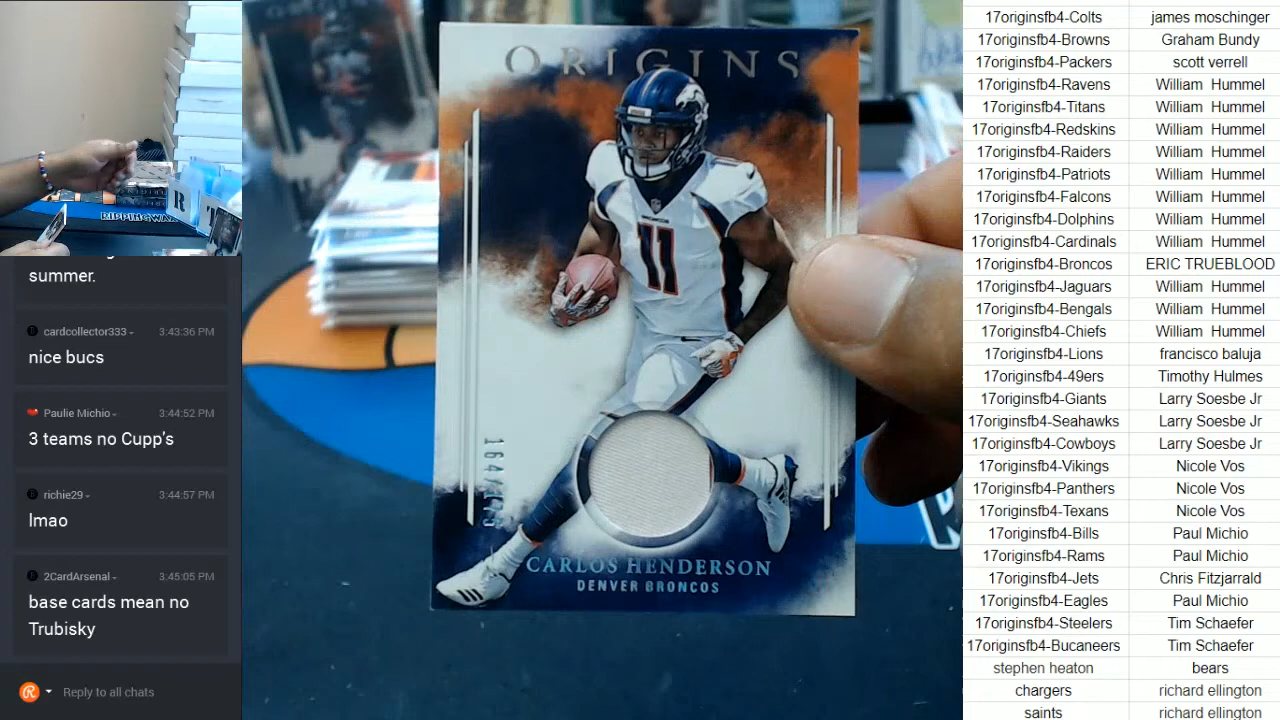 summer.
cardcollector333 3:43:36 PM
nice bucs
Paulie Michio 3:44:52 PM
3 teams no Cupp's
richie29 3:44:57 PM
lmao
2CardArsenal 3:45:05 PM
base cards mean no
Trubisky
Reply to all chats
ORIGINS
11
CARLOS HENDERSON
DENVER BRONCOS
17originsfb4-Colts james moschinger
17originsfb4-Browns Graham Bundy
17originsfb4-Packers scott verrell
17originsfb4-Ravens William Hummel
17originsfb4-Titans William Hummel
17originsfb4-Redskins William Hummel
17originsfb4-Raiders William Hummel
17originsfb4-Patriots William Hummel
17originsfb4-Falcons William Hummel
17originsfb4-Dolphins William Hummel
17originsfb4-Cardinals William Hummel
17originsfb4-Broncos ERIC TRUEBLOOD
17originsfb4-Jaguars William Hummel
17originsfb4-Bengals William Hummel
17originsfb4-Chiefs William Hummel
17originsfb4-Lions francisco baluja
17originsfb4-49ers Timothy Hulmes
17originsfb4-Giants Larry Soesbe Jr
17originsfb4-Seahawks Larry Soesbe Jr
17originsfb4-Cowboys Larry Soesbe Jr
17originsfb4-Vikings Nicole Vos
17originsfb4-Panthers Nicole Vos
17originsfb4-Texans Nicole Vos
17originsfb4-Bills Paul Michio
17originsfb4-Rams Paul Michio
17originsfb4-Jets Chris Fitzjarrald
17originsfb4-Eagles Paul Michio
17originsfb4-Steelers Tim Schaefer
17originsfb4-Bucaneers Tim Schaefer
stephen heaton bears
chargers richard ellington
saints richard ellington